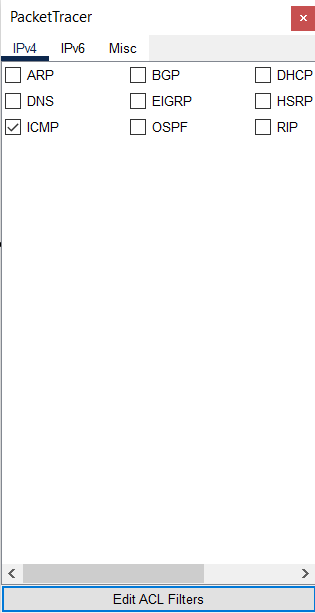 PacketTracer
IPv4 IPv6 Misc
ARP BGP DHCP
DNS EIGRP HSRP
ICMP OSPF RIP
Edit ACL Filters